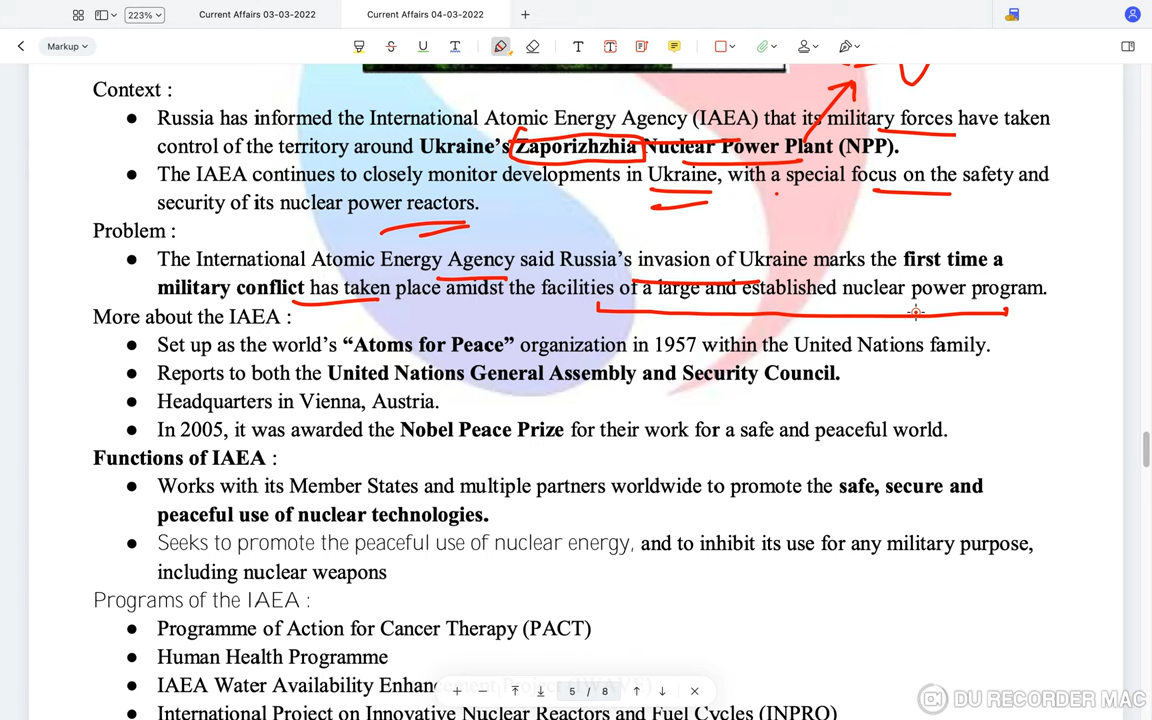 223%
Current Affairs 03-03-2022
Current Affairs 04-03-2022
Markup
Context :
● Russia has informed the International Atomic Energy Agency (IAEA) that its military forces have taken
control of the territory around Ukraine's Zaporizhzhia Nuclear Power Plant (NPP).
● The IAEA continues to closely monitor developments in Ukraine, with a special focus on the safety and
security of its nuclear power reactors.
Problem :
● The International Atomic Energy Agency said Russia's invasion of Ukraine marks the first time a
military conflict has taken place amidst the facilities of a large and established nuclear power program.
More about the IAEA :
● Set up as the world's “Atoms for Peace” organization in 1957 within the United Nations family.
● Reports to both the United Nations General Assembly and Security Council.
● Headquarters in Vienna, Austria.
● In 2005, it was awarded the Nobel Peace Prize for their work for a safe and peaceful world.
Functions of IAEA :
● Works with its Member States and multiple partners worldwide to promote the safe, secure and
peaceful use of nuclear technologies.
● Seeks to promote the peaceful use of nuclear energy, and to inhibit its use for any military purpose,
including nuclear weapons
Programs of the IAEA :
● Programme of Action for Cancer Therapy (PACT)
● Human Health Programme
● IAEA Water Availability Enhancement Project (IWAVE)
5 / 8
● International Project on Innovative Nuclear Reactors and Fuel Cycles (INPRO)
DU RECORDER MAC